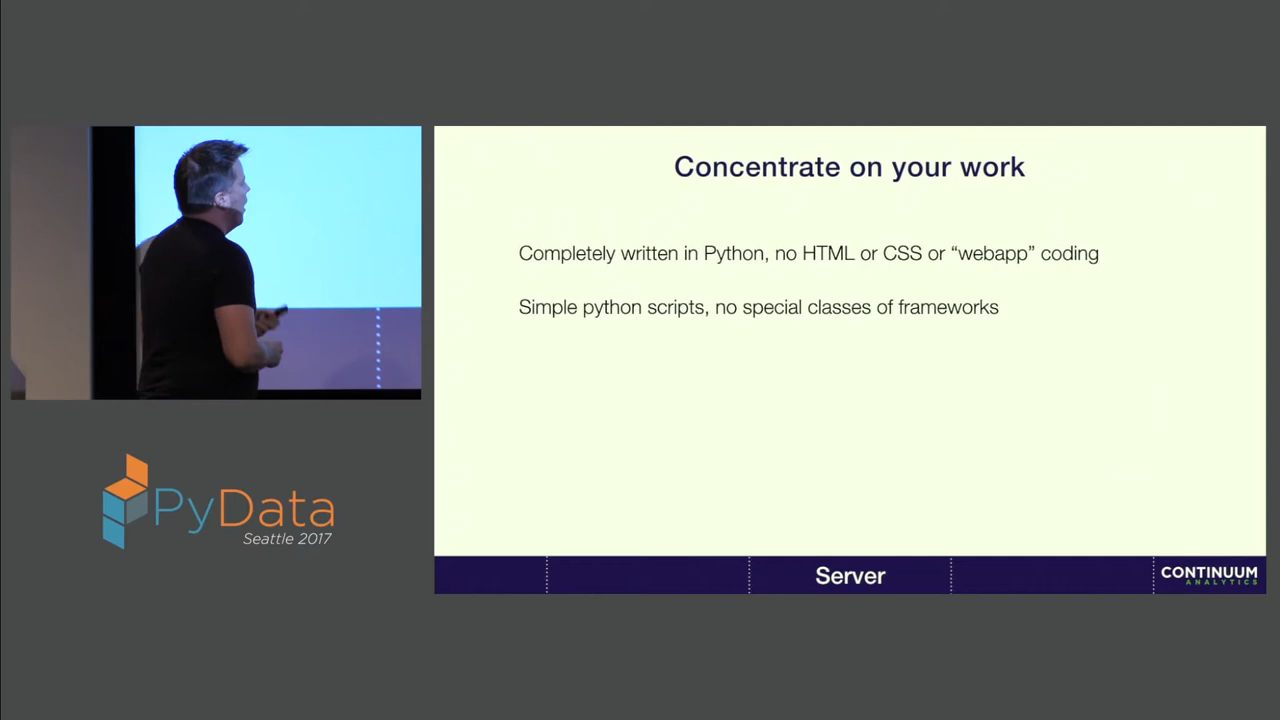 Concentrate on your work
Completely written in Python, no HTML or CSS or “webapp” coding
Simple python scripts, no special classes of frameworks
PyData
Seattle 2017
Server
CONTINUUM
ANALYTICS